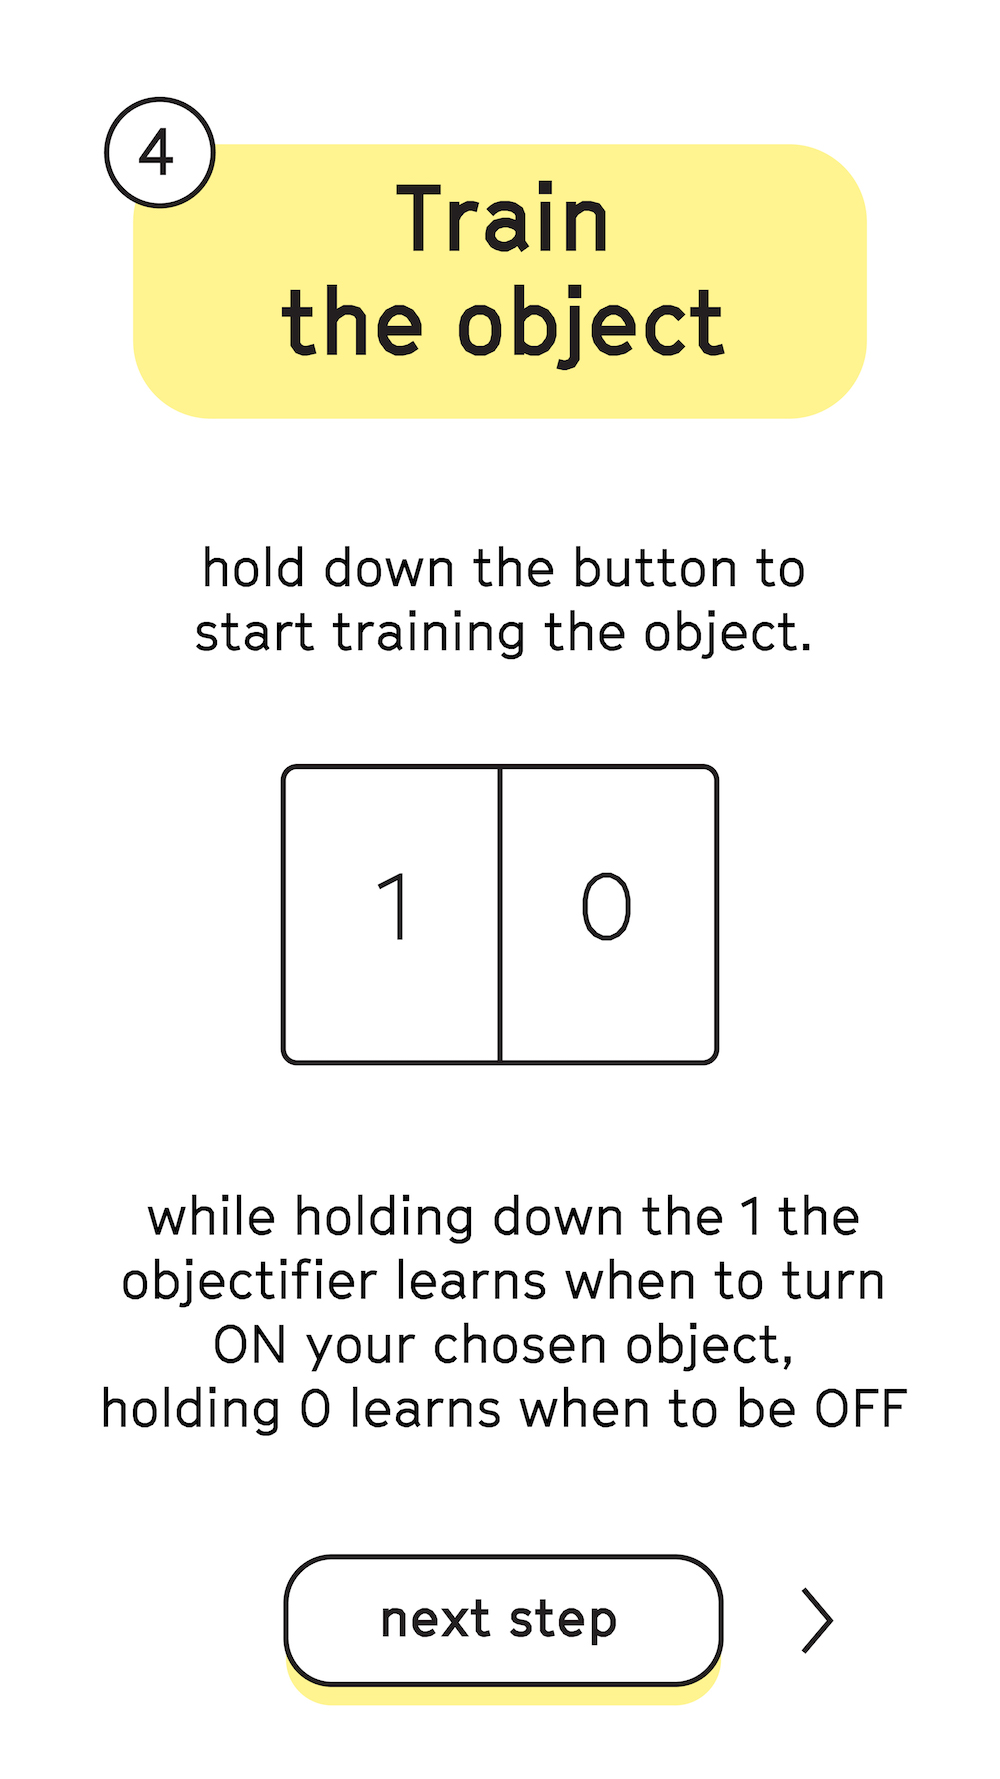 4
Train
the object
hold down the button to
start training the object.
1 0
while holding down the 1 the
objectifier learns when to turn
ON your chosen object,
holding 0 learns when to be OFF
next step